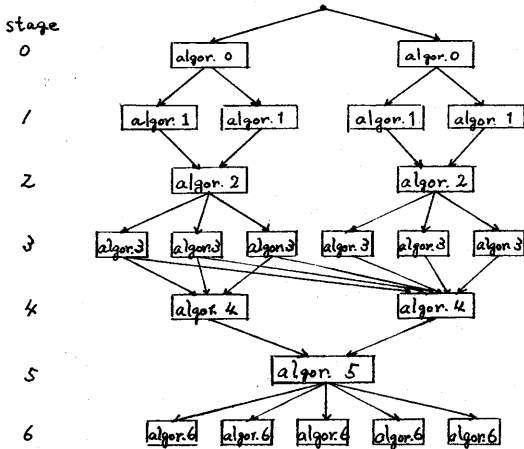 stage
0 algor. 0 algor. 0
1 algor. 1 algor. 1 algor. 1 algor. 1
2 algor. 2 algor. 2
3 algor.3 algor.3 algor.3 algor. 3 algor. 3 algor 3
4 algor. 4 algor. 4
5 algor. 5
6 algor.6 algor.6 algor.6 algor.6 algor.6